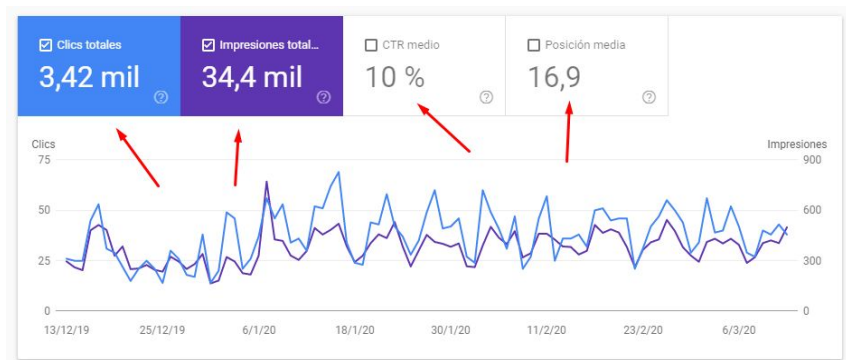 Clics totales
Impresiones total...
CTR medio
Posición media
3,42 mil
34,4 mil
10 %
16,9
Clics
Impresiones
75
900
50
600
25
300
0
0
13/12/19
25/12/19
6/1/20
18/1/20
30/1/20
11/2/20
23/2/20
6/3/20